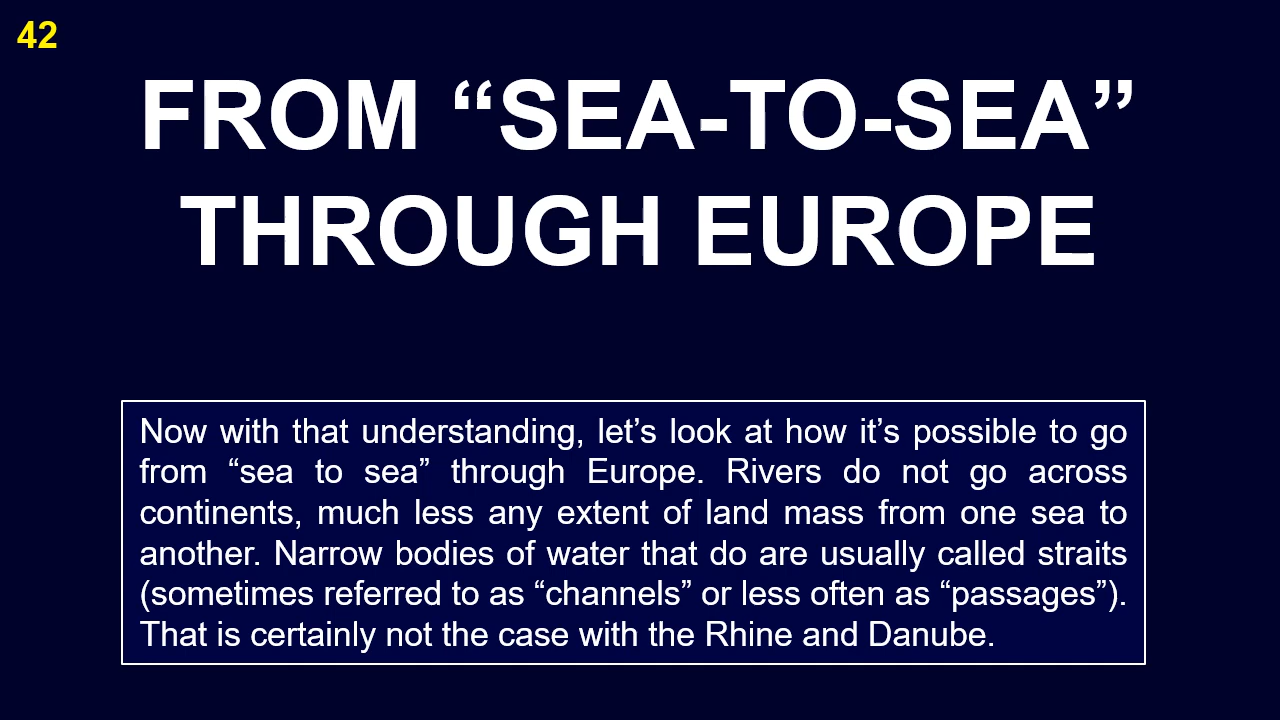 42
FROM “SEA-TO-SEA”
THROUGH EUROPE
Now with that understanding, let’s look at how it’s possible to go
from “sea to sea” through Europe. Rivers do not go across
continents, much less any extent of land mass from one sea to
another. Narrow bodies of water that do are usually called straits
(sometimes referred to as “channels” or less often as “passages”).
That is certainly not the case with the Rhine and Danube.